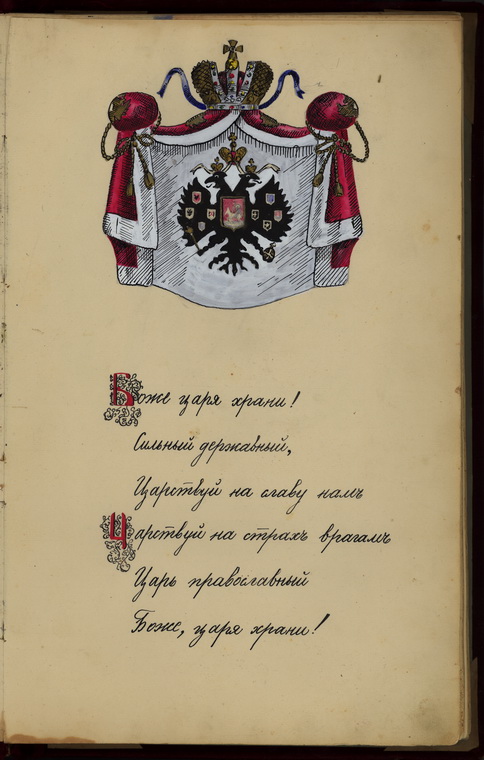 Боже царя храни!
Сильный державный,
Царствуй на славу намъ
Царствуй на страхъ врагамъ
Царь православный
Боже, царя храни!